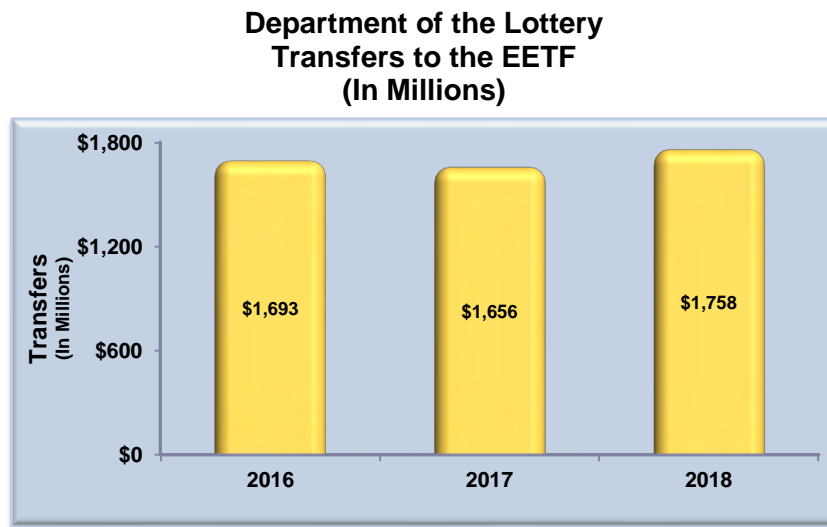 Department of the Lottery
Transfers to the EETF
(In Millions)
$1,800
$1,200
$600
$0
Transfers
(In Millions)
$1,693
$1,656
$1,758
2016
2017
2018